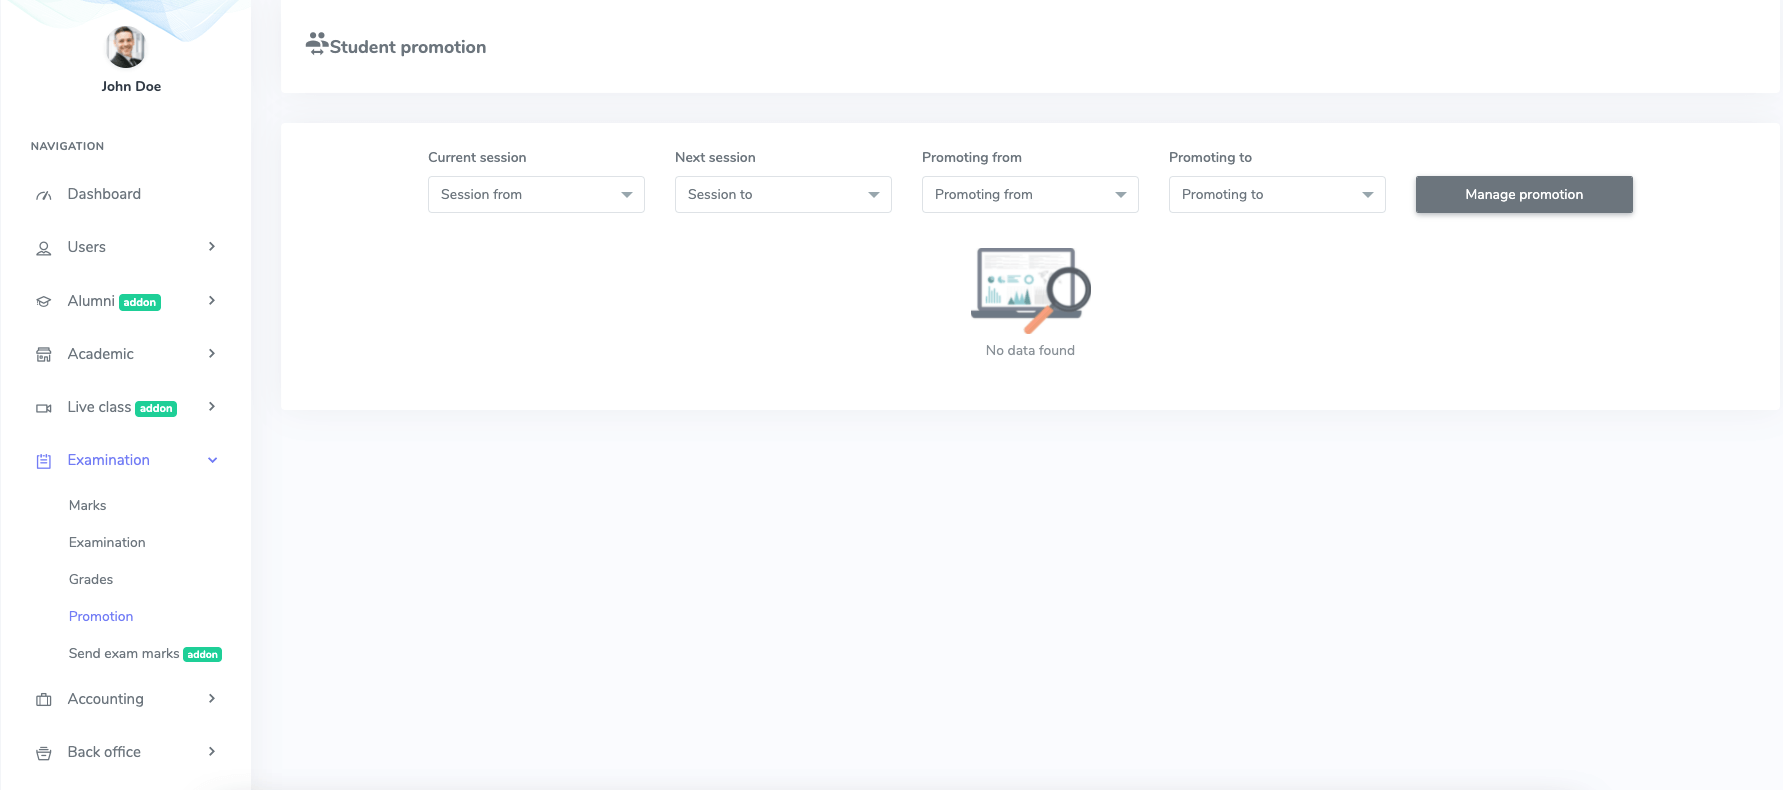 John Doe
NAVIGATION
Dashboard
Users
Alumni addon
Academic
Live class addon
Examination
Marks
Examination
Grades
Promotion
Send exam marks addon
Accounting
Back office
Student promotion
Current session
Session from
Next session
Session to
Promoting from
Promoting from
Promoting to
Promoting to
Manage promotion
No data found